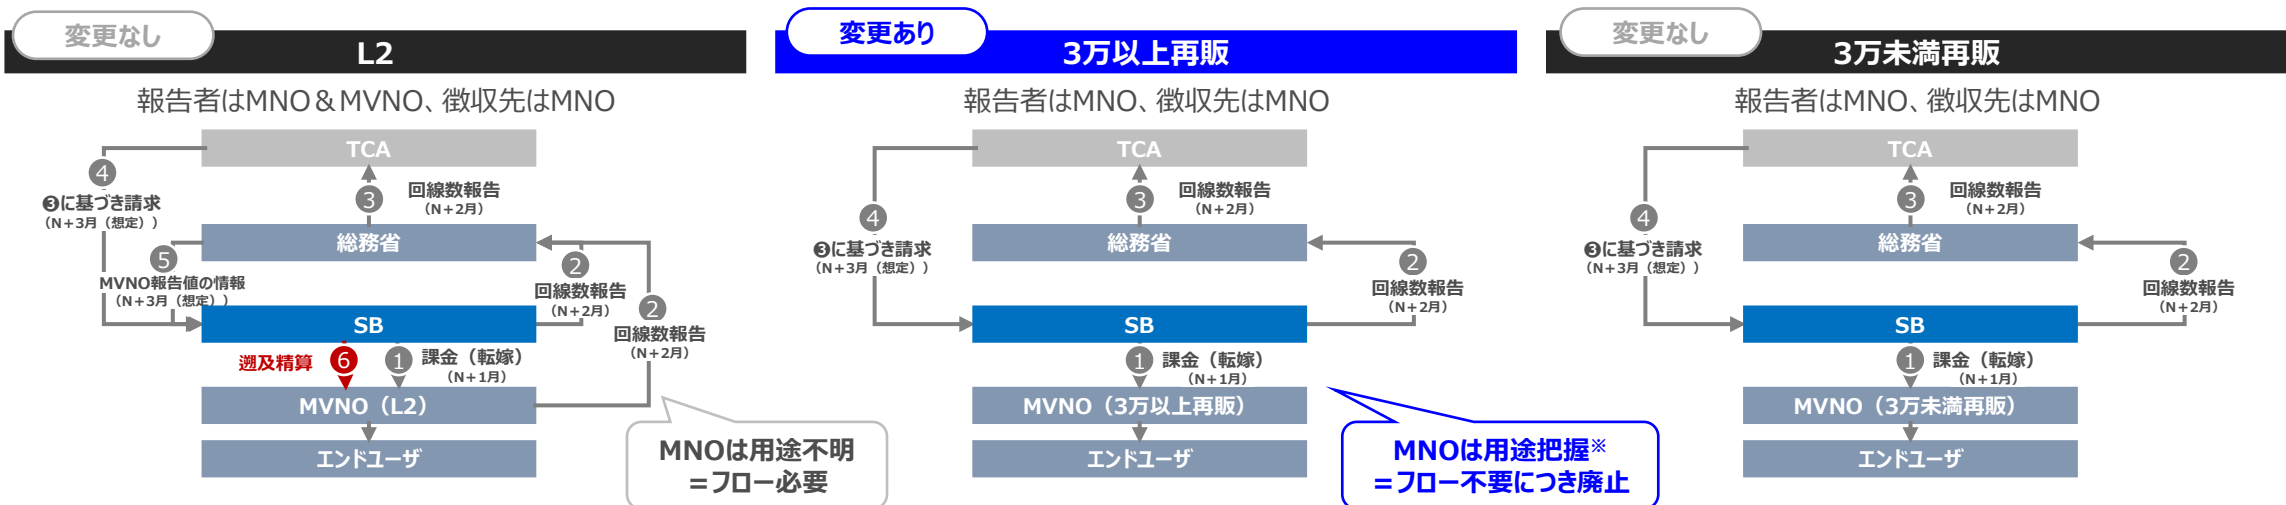 変更なし
L2
報告者はMNO＆MVNO、徴収先はMNO
TCA
4
❸に基づき請求
（N＋3月（想定））
3
回線数報告
（N＋2月）
総務省
5
MVNO報告値の情報
（N＋3月（想定））
2
回線数報告
（N＋2月）
2
回線数報告
（N＋2月）
SB
遡及精算
6
1
課金（転嫁）
（N＋1月）
MVNO（L2）
エンドユーザ
MNOは用途不明
＝フロー必要
変更あり
3万以上再販
報告者はMNO、徴収先はMNO
TCA
4
❸に基づき請求
（N＋3月（想定））
3
回線数報告
（N＋2月）
総務省
2
回線数報告
（N＋2月）
SB
1
課金（転嫁）
（N＋1月）
MVNO（3万以上再販）
エンドユーザ
MNOは用途把握※
＝フロー不要につき廃止
変更なし
3万未満再販
報告者はMNO、徴収先はMNO
TCA
4
❸に基づき請求
（N＋3月（想定））
3
回線数報告
（N＋2月）
総務省
2
回線数報告
（N＋2月）
SB
1
課金（転嫁）
（N＋1月）
MVNO（3万未満再販）
エンドユーザ